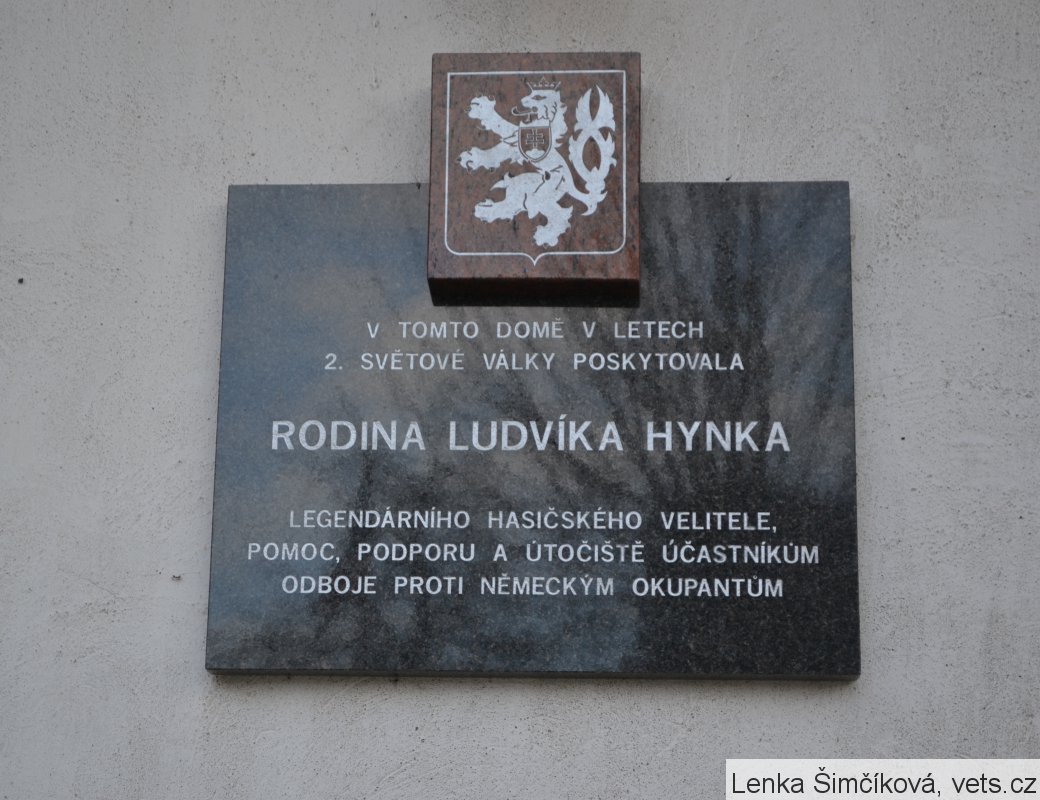 V TOMTO DOMĚ V LETECH
2. SVĚTOVÉ VÁLKY POSKYTOVALA
RODINA LUDVÍKA HYNKA
LEGENDÁRNÍHO HASIČSKÉHO VELITELE,
POMOC, PODPORU A ÚTOČIŠTĚ ÚČASTNÍKŮM
ODBOJE PROTI NĚMECKÝM OKUPANTŮM
Lenka Šimčíková, vets.cz